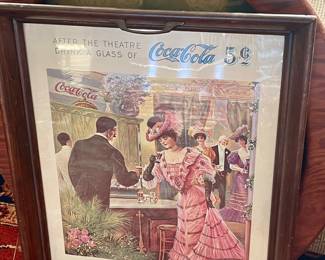 AFTER THE THEATRE
DRINK A GLASS OF Coca-Cola 5¢
Coca-Cola